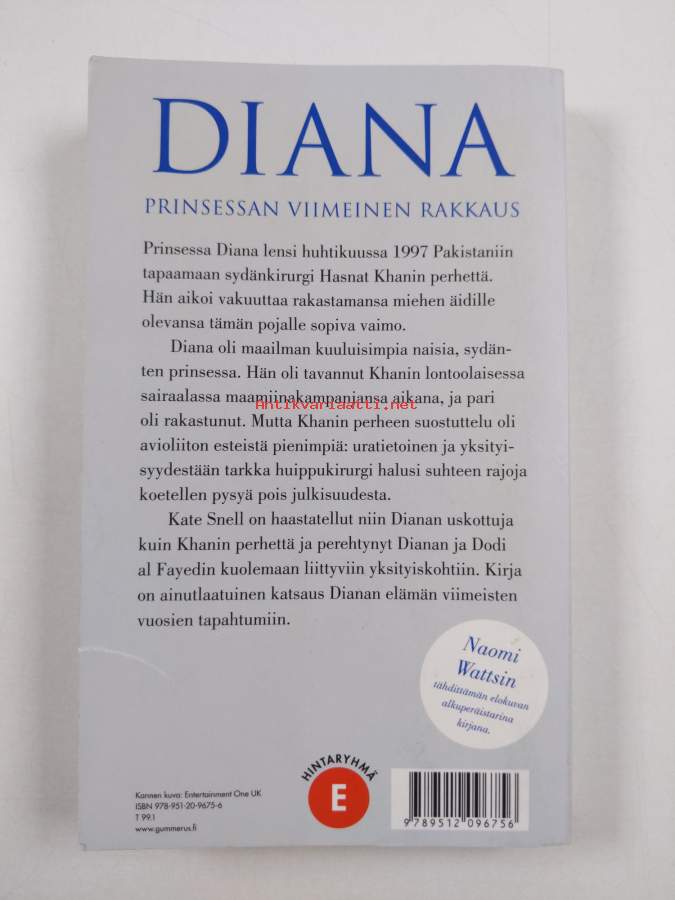 DIANA
PRINSESSAN VIIMEINEN RAKKAUS
Prinsessa Diana lensi huhtikuussa 1997 Pakistaniin
tapaamaan sydänkirurgi Hasnat Khanin perhettä.
Hän aikoi vakuuttaa rakastamansa miehen äidille
olevansa tämän pojalle sopiva vaimo.
Diana oli maailman kuuluisimpia naisia, sydän-
ten prinsessa. Hän oli tavannut Khanin lontoolaisessa
sairaalassa maamiinakampanjansa aikana, ja pari
Antikvariaatti.net
oli rakastunut. Mutta Khanin perheen suostuttelu oli
avioliiton esteistä pienimpiä: uratietoinen ja yksityi-
syydestään tarkka huippukirurgi halusi suhteen rajoja
koetellen pysyä pois julkisuudesta.
Kate Snell on haastatellut niin Dianan uskottuja
kuin Khanin perhettä ja perehtynyt Dianan ja Dodi
al Fayedin kuolemaan liittyviin yksityiskohtiin. Kirja
on ainutlaatuinen katsaus Dianan elämän viimeisten
vuosien tapahtumiin.
Naomi
Wattsin
tähdittämän elokuvan
alkuperäistarina
kirjana.
HINTARYHMÄ
E
Kannen kuva: Entertainment One UK
ISBN 978-951-20-9675-6
T 99.1
www.gummerus.fi
9789512096756